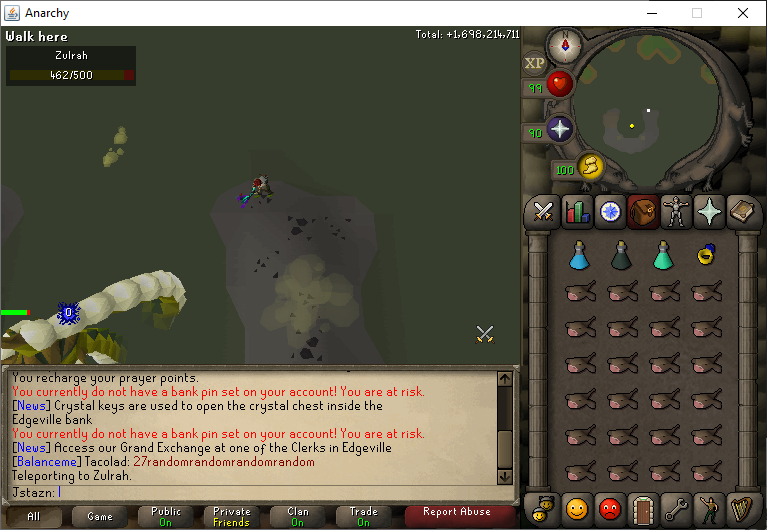 Anarchy
Walk here
Total: +1,698,214,711
Zulrah
462/500
N
XP
99
90
100
0
You recharge your prayer points.
You currently do not have a bank pin set on your account! You are at risk.
[News] Crystal keys are used to open the crystal chest inside the
Edgeville bank
You currently do not have a bank pin set on your account! You are at risk.
[News] Access our Grand Exchange at one of the Clerks in Edgeville
[Balanceme] Tacolad: 27randomrandomrandomrandom
Teleporting to Zulrah.
Jstazn:
All
Game
Public
On
Private
Friends
Clan
On
Trade
On
Report Abuse